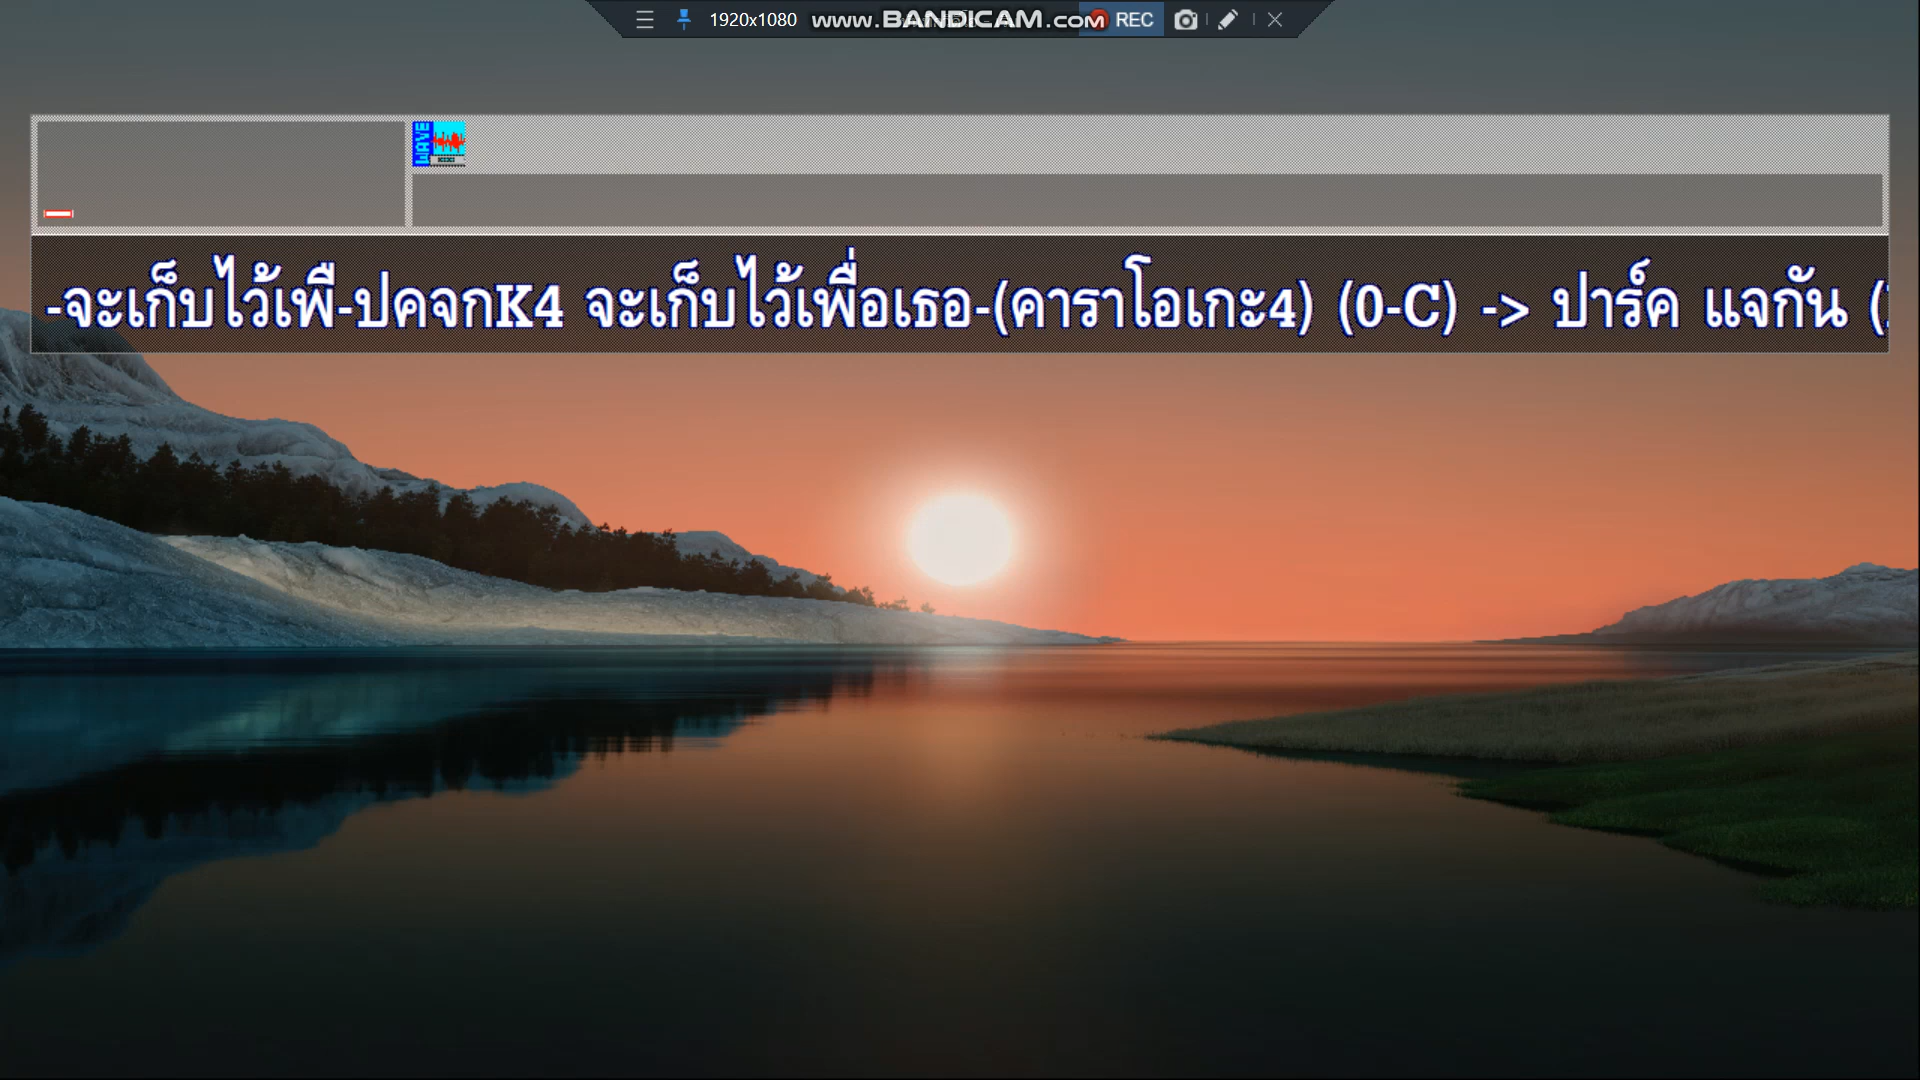 1920x1080 www.BANDICAM.com REC
WAVE
-จะเก็บไว้เพื-ปคจกK4 จะเก็บไว้เพื่อเธอ-(คาราโอเกะ4) (0-C) -> ปาร์ค แจกัน (